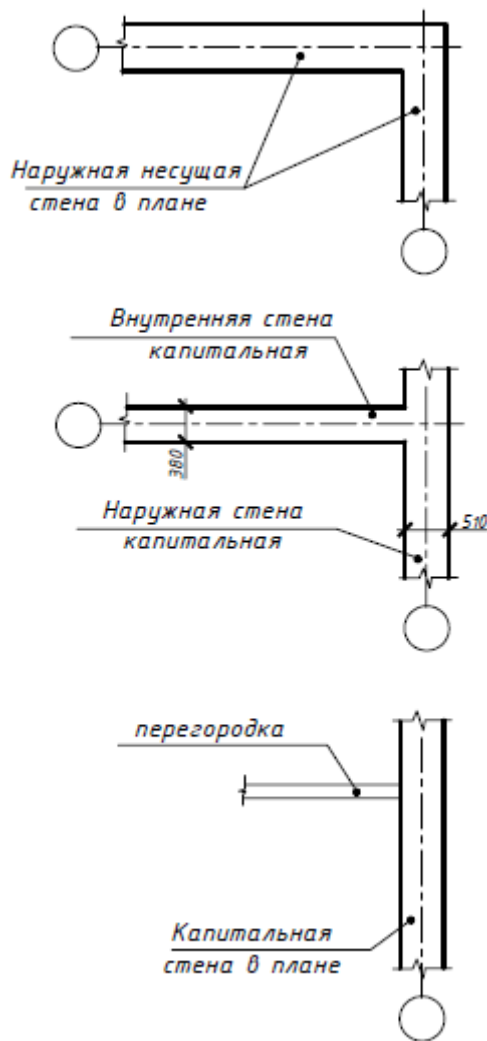 Наружная несущая
стена в плане
Внутренняя стена
капитальная
380
Наружная стена
капитальная
510
перегородка
Капитальная
стена в плане